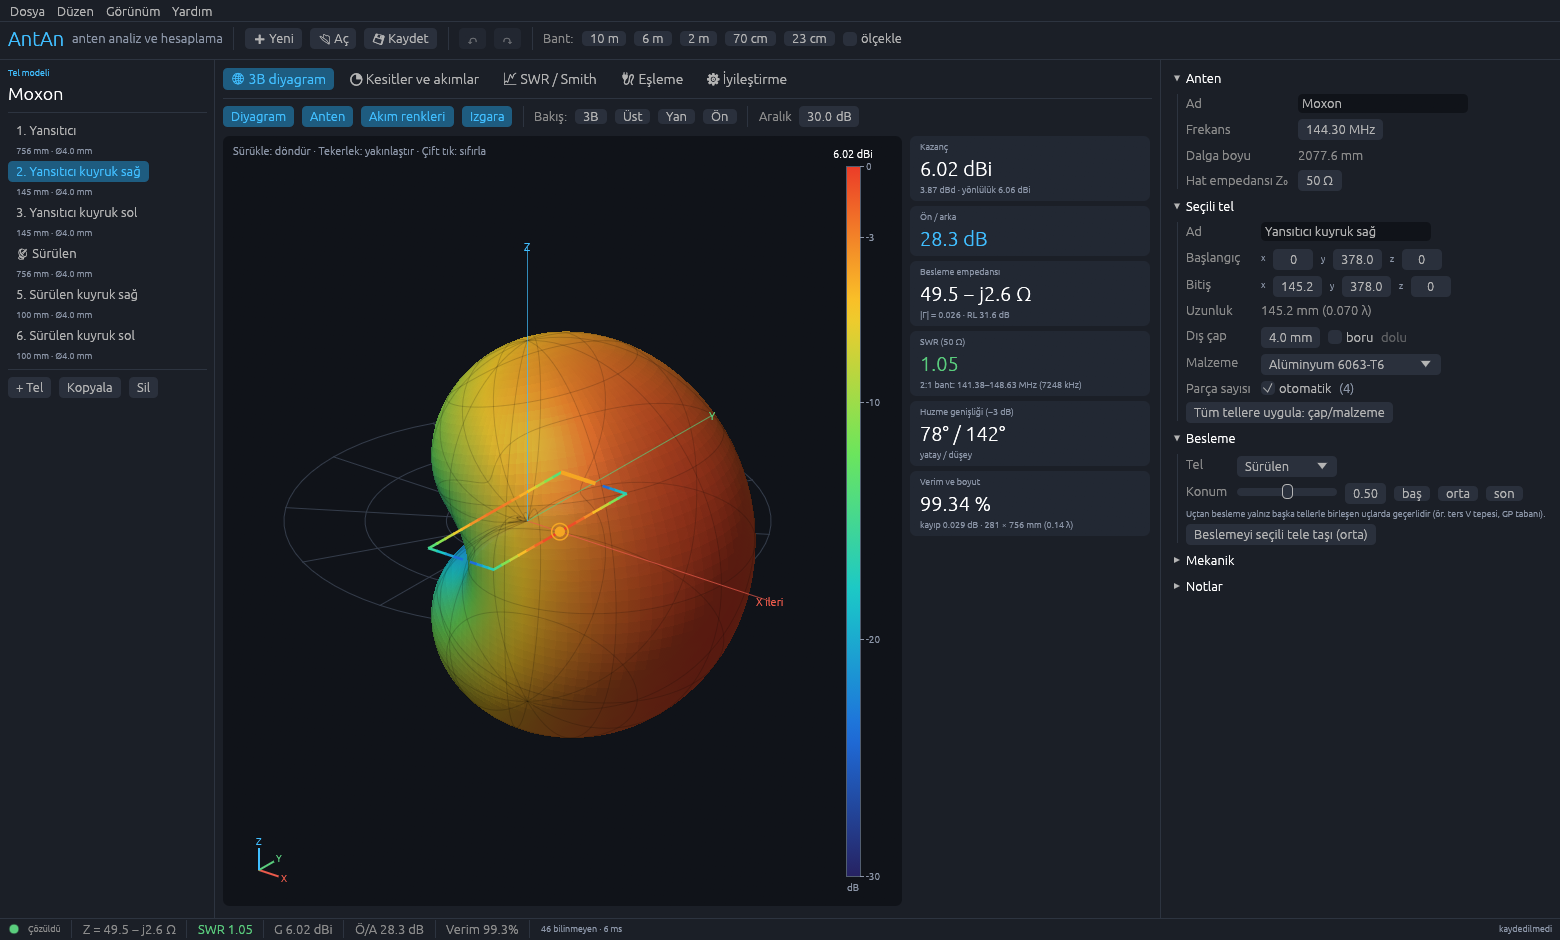 Dosya Düzen Görünüm Yardım
AntAn anten analiz ve hesaplama
Yeni Aç Kaydet
Bant: 10 m 6 m 2 m 70 cm 23 cm ölçekle
Tel modeli
Moxon
1. Yansıtıcı
756 mm · Ø4.0 mm
2. Yansıtıcı kuyruk sağ
145 mm · Ø4.0 mm
3. Yansıtıcı kuyruk sol
145 mm · Ø4.0 mm
Sürülen
756 mm · Ø4.0 mm
5. Sürülen kuyruk sağ
100 mm · Ø4.0 mm
6. Sürülen kuyruk sol
100 mm · Ø4.0 mm
+ Tel Kopyala Sil
3B diyagram Kesitler ve akımlar SWR / Smith Eşleme İyileştirme
Diyagram Anten Akım renkleri Izgara Bakış: 3B Üst Yan Ön Aralık 30.0 dB
Sürükle: döndür · Tekerlek: yakınlaştır · Çift tık: sıfırla
6.02 dBi
0
-3
-10
-20
-30
dB
Z
Y
X ileri
Z
Y
X
Kazanç
6.02 dBi
3.87 dBd · yönlülük 6.06 dBi
Ön / arka
28.3 dB
Besleme empedansı
49.5 − j2.6 Ω
|Γ| = 0.026 · RL 31.6 dB
SWR (50 Ω)
1.05
2:1 bant: 141.38–148.63 MHz (7248 kHz)
Huzme genişliği (−3 dB)
78° / 142°
yatay / düşey
Verim ve boyut
99.34 %
kayıp 0.029 dB · 281 × 756 mm (0.14 λ)
Anten
Ad Moxon
Frekans 144.30 MHz
Dalga boyu 2077.6 mm
Hat empedansı Z₀ 50 Ω
Seçili tel
Ad Yansıtıcı kuyruk sağ
Başlangıç x 0 y 378.0 z 0
Bitiş x 145.2 y 378.0 z 0
Uzunluk 145.2 mm (0.070 λ)
Dış çap 4.0 mm boru dolu
Malzeme Alüminyum 6063-T6
Parça sayısı otomatik (4)
Tüm tellere uygula: çap/malzeme
Besleme
Tel Sürülen
Konum 0.50 baş orta son
Uçtan besleme yalnız başka tellerle birleşen uçlarda geçerlidir (ör. ters V tepesi, GP tabanı).
Beslemeyi seçili tele taşı (orta)
Mekanik
Notlar
Çözüldü Z = 49.5 − j2.6 Ω SWR 1.05 G 6.02 dBi Ö/A 28.3 dB Verim 99.3% 46 bilinmeyen · 6 ms kaydedilmedi